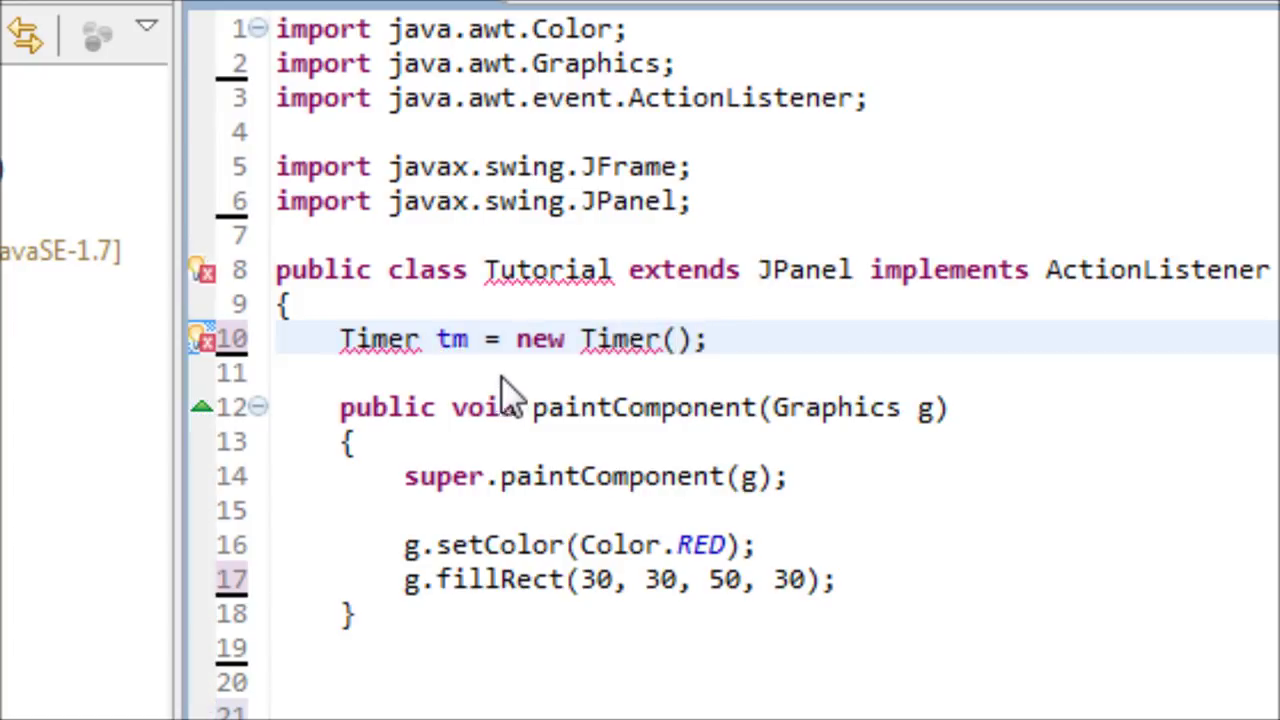 1 import java.awt.Color;
2 import java.awt.Graphics;
3 import java.awt.event.ActionListener;
4
5 import javax.swing.JFrame;
6 import javax.swing.JPanel;
7
avaSE-1.7]
8 public class Tutorial extends JPanel implements ActionListener
9 {
10 Timer tm = new Timer();
11
12 public void paintComponent(Graphics g)
13 {
14 super.paintComponent(g);
15
16 g.setColor(Color.RED);
17 g.fillRect(30, 30, 50, 30);
18 }
19
20
21